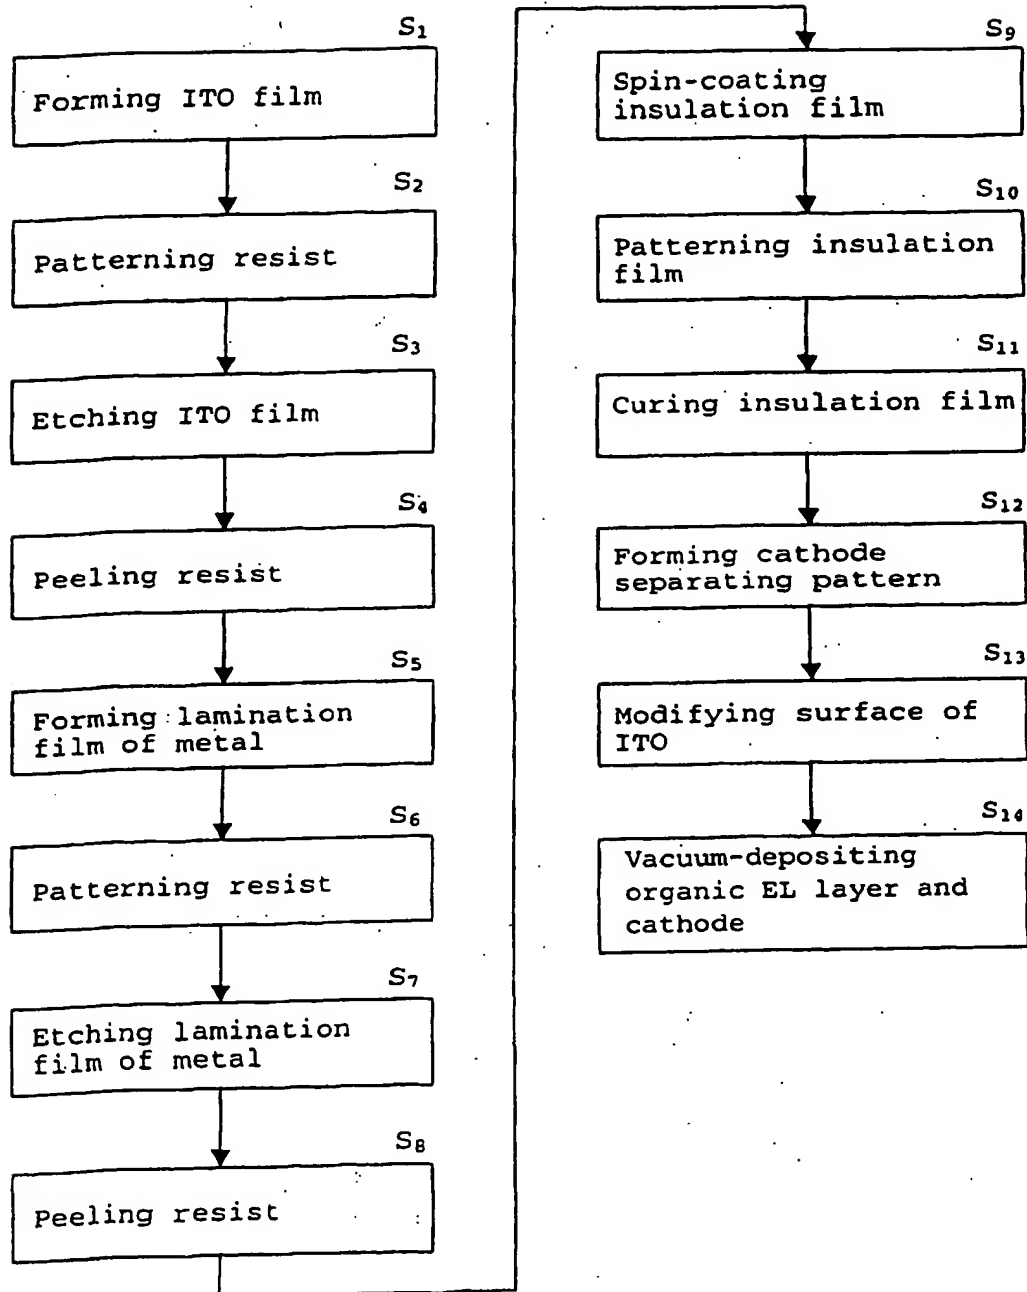 S₁
Forming ITO film
S₂
Patterning resist
S₃
Etching ITO film
S₄
Peeling resist
S₅
Forming lamination
film of metal
S₆
Patterning resist
S₇
Etching lamination
film of metal
S₈
Peeling resist
S₉
Spin-coating
insulation film
S₁₀
Patterning insulation
film
S₁₁
Curing insulation film
S₁₂
Forming cathode
separating pattern
S₁₃
Modifying surface of
ITO
S₁₄
Vacuum-depositing
organic EL layer and
cathode